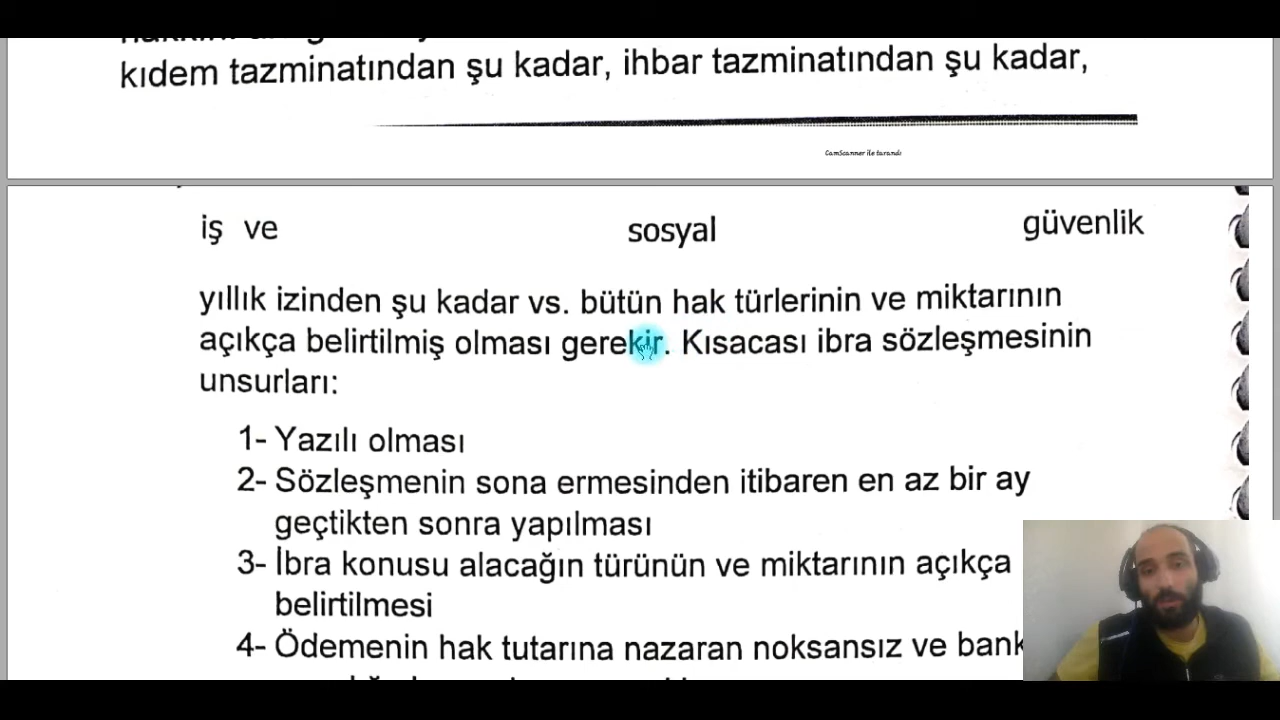 kıdem tazminatından şu kadar, ihbar tazminatından şu kadar,
CamScanner ile tarandı
iş ve sosyal güvenlik
yıllık izinden şu kadar vs. bütün hak türlerinin ve miktarının
açıkça belirtilmiş olması gerekir. Kısacası ibra sözleşmesinin
unsurları:
1- Yazılı olması
2- Sözleşmenin sona ermesinden itibaren en az bir ay
geçtikten sonra yapılması
3- İbra konusu alacağın türünün ve miktarının açıkça
belirtilmesi
4- Ödemenin hak tutarına nazaran noksansız ve bank